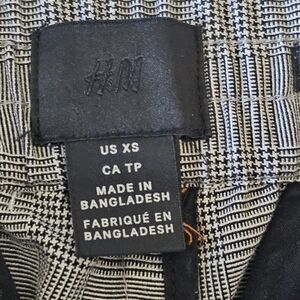 H&M
US XS
CA TP
MADE IN
BANGLADESH
FABRIQUÉ EN
BANGLADESH